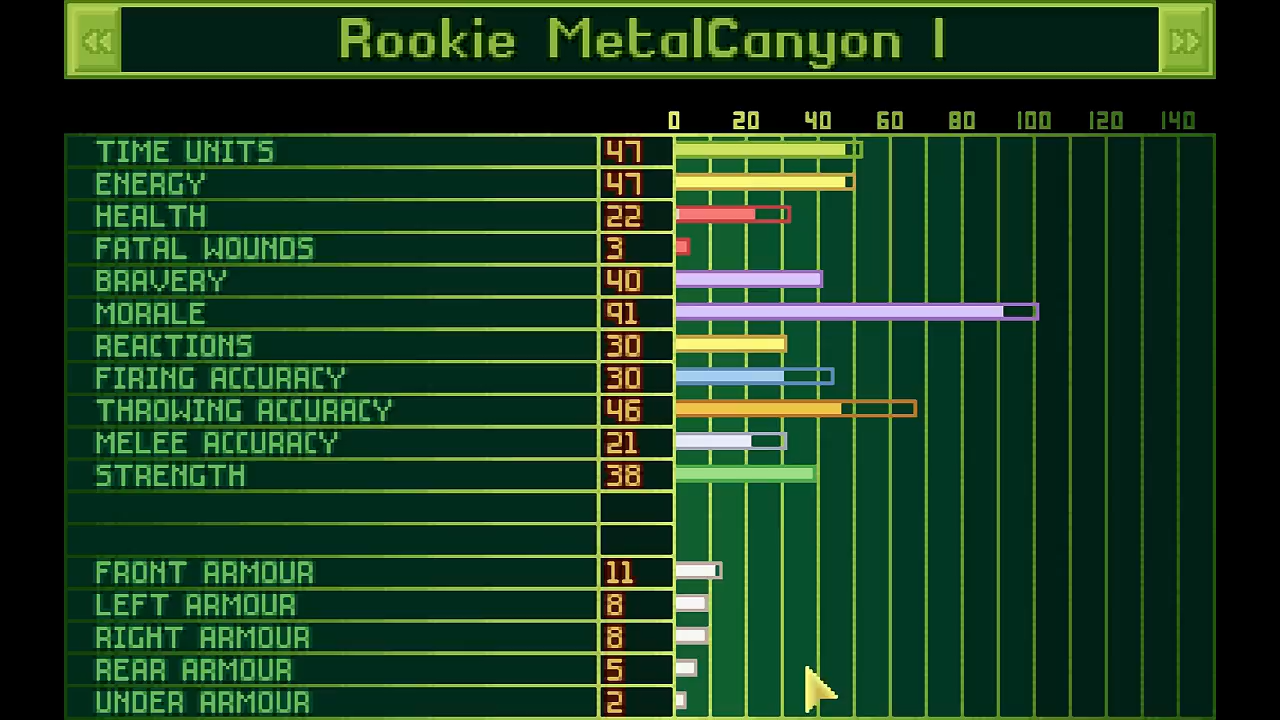 Rookie MetalCanyon I
0 20 40 60 80 100 120 140
TIME UNITS 47
ENERGY 47
HEALTH 22
FATAL WOUNDS 3
BRAVERY 40
MORALE 91
REACTIONS 30
FIRING ACCURACY 30
THROWING ACCURACY 46
MELEE ACCURACY 21
STRENGTH 38
FRONT ARMOUR 11
LEFT ARMOUR 8
RIGHT ARMOUR 8
REAR ARMOUR 5
UNDER ARMOUR 2